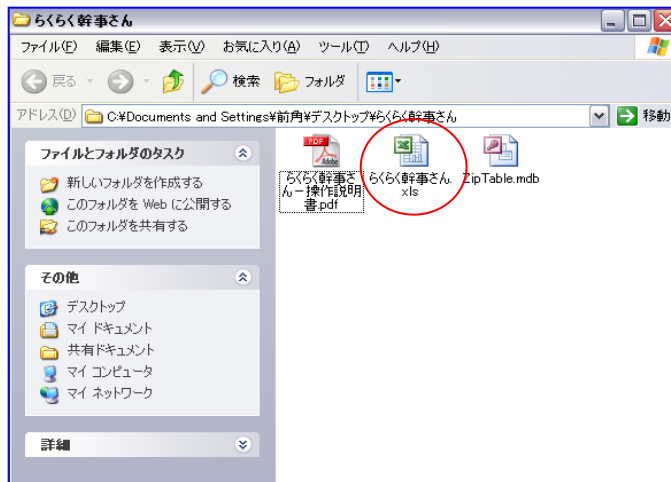 らくらく幹事さん
ファイル(F) 編集(E) 表示(V) お気に入り(A) ツール(T) ヘルプ(H)
戻る 検索 フォルダ
アドレス(D) C:¥Documents and Settings¥前角¥デスクトップ¥らくらく幹事さん 移動
ファイルとフォルダのタスク
新しいフォルダを作成する
このフォルダを Web に公開する
このフォルダを共有する
その他
デスクトップ
マイ ドキュメント
共有ドキュメント
マイ コンピュータ
マイ ネットワーク
詳細
PDF
Adobe
らくらく幹事さ
ん-操作説明
書.pdf
らくらく幹事さん.
xls
ZipTable.mdb